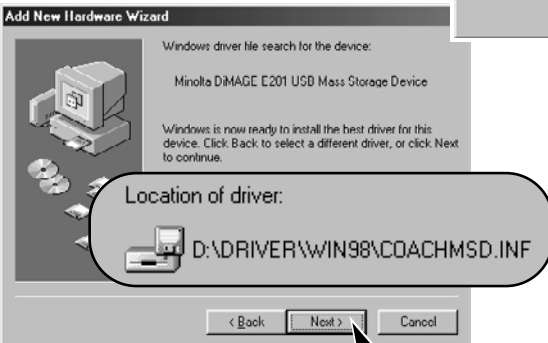 Add New Hardware Wizard
Windows driver file search for the device:
Minolta DiMAGE E201 USB Mass Storage Device
Windows is now ready to install the best driver for this
device. Click Back to select a different driver, or click Next
to continue.
Location of driver:
D:\DRIVER\WIN98\COACHMSD.INF
< Back
Next >
Cancel